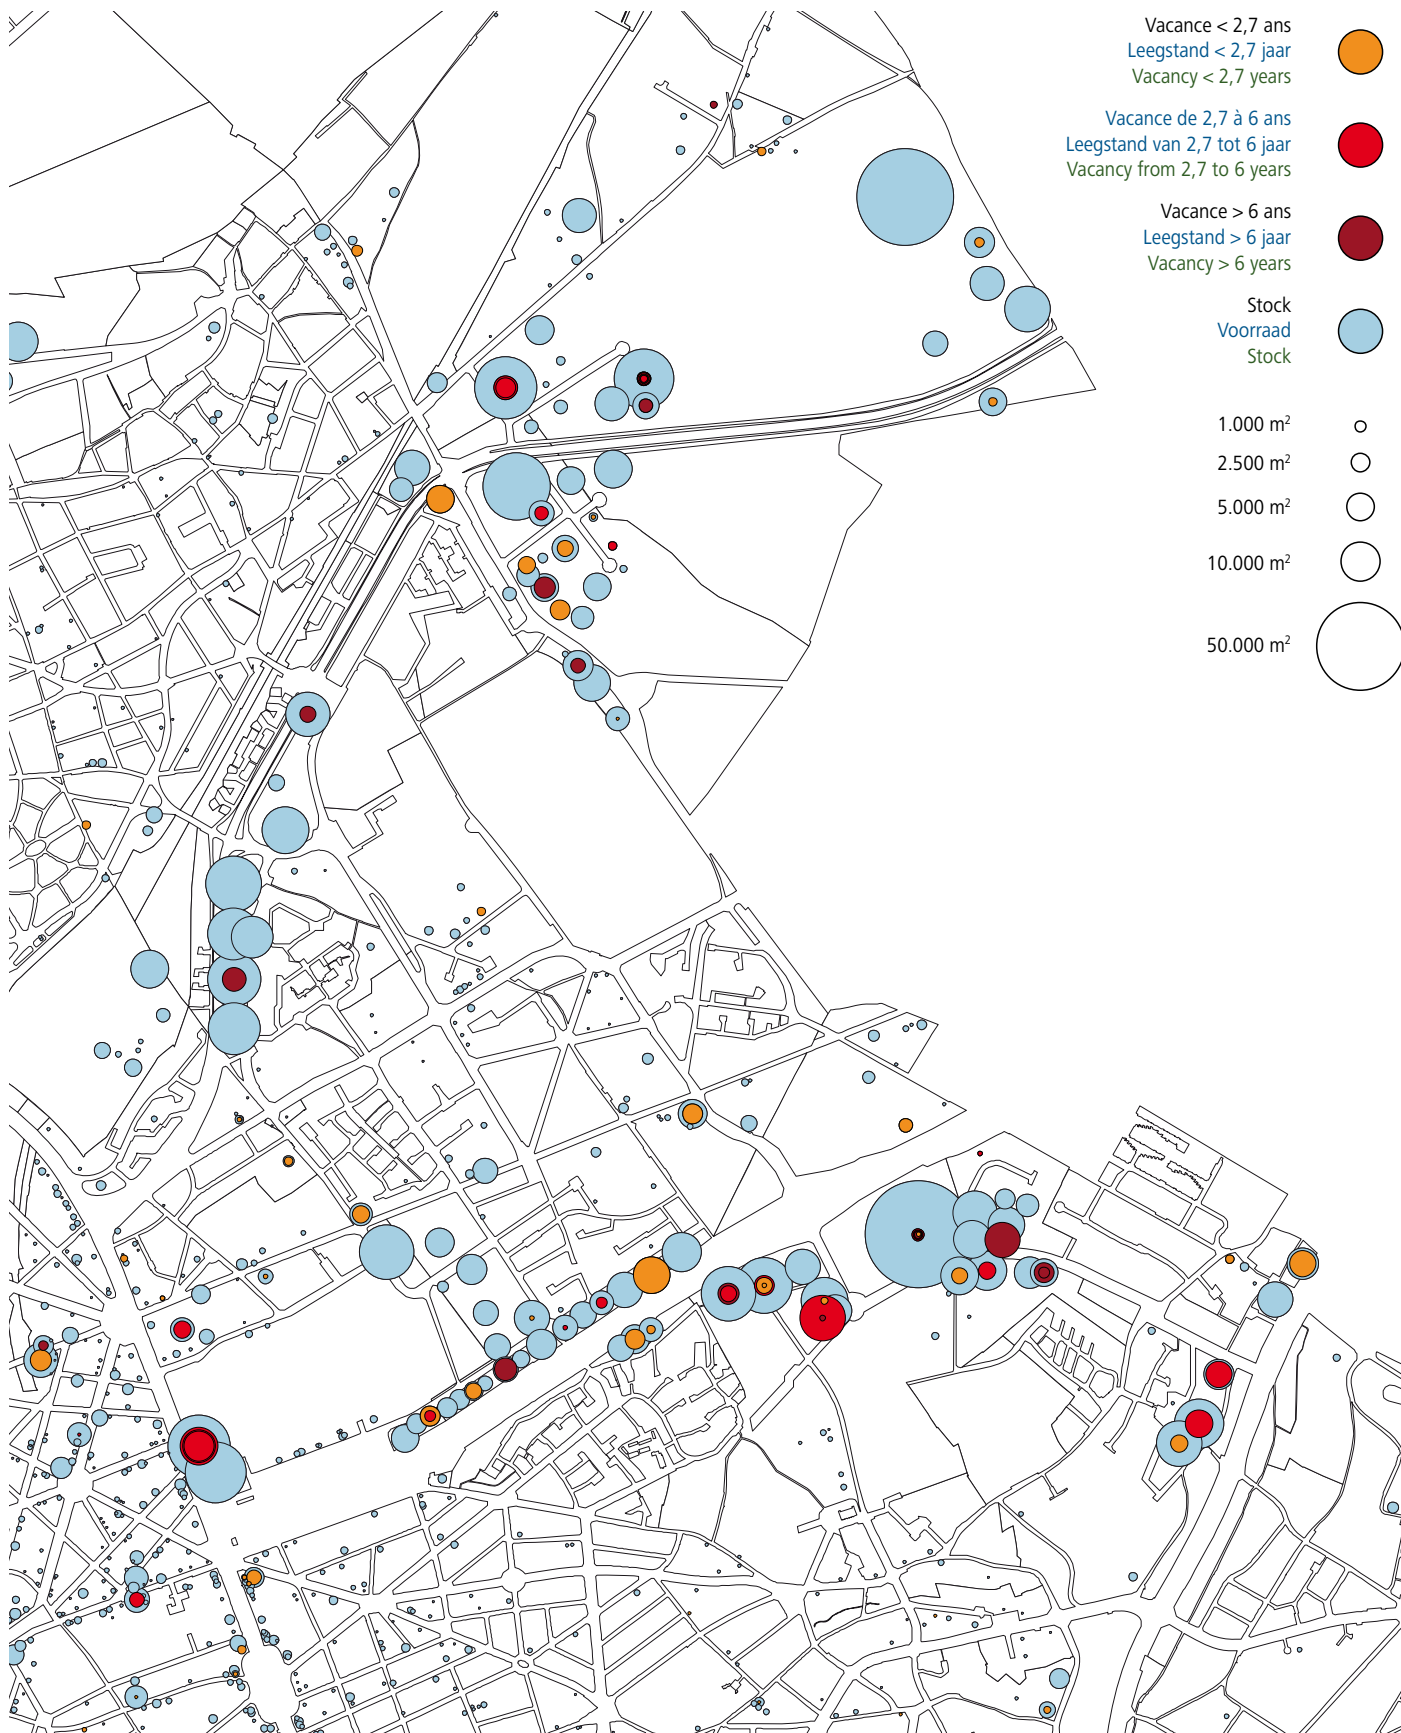 Vacance < 2,7 ans
Leegstand < 2,7 jaar
Vacancy < 2,7 years
Vacance de 2,7 à 6 ans
Leegstand van 2,7 tot 6 jaar
Vacancy from 2,7 to 6 years
Vacance > 6 ans
Leegstand > 6 jaar
Vacancy > 6 years
Stock
Voorraad
Stock
1.000 m²
2.500 m²
5.000 m²
10.000 m²
50.000 m²